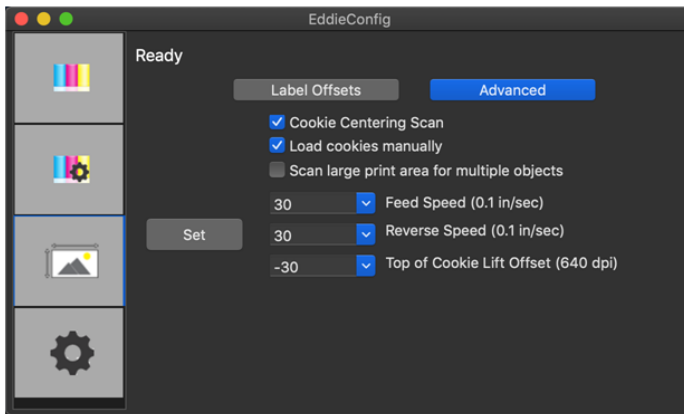 EddieConfig
Ready
Label Offsets Advanced
Cookie Centering Scan
Load cookies manually
Scan large print area for multiple objects
30 Feed Speed (0.1 in/sec)
Set 30 Reverse Speed (0.1 in/sec)
-30 Top of Cookie Lift Offset (640 dpi)